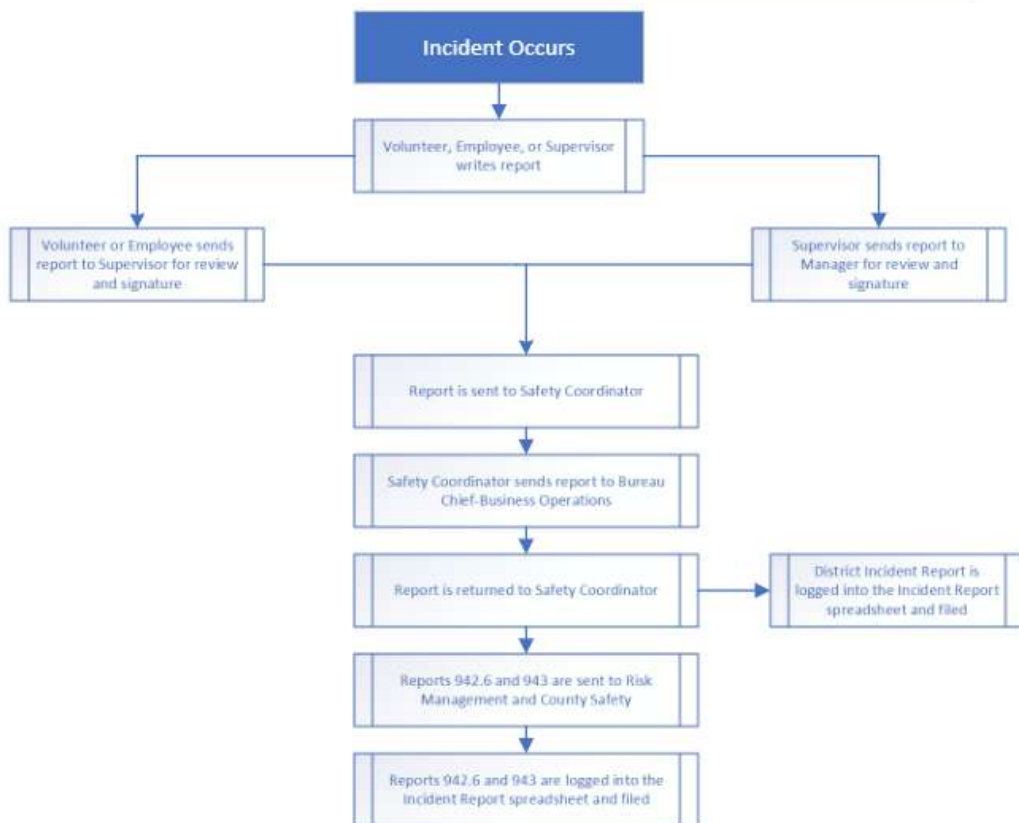 Incident Occurs
Volunteer, Employee, or Supervisor
writes report
Volunteer or Employee sends
report to Supervisor for review
and signature
Supervisor sends report to
Manager for review and
signature
Report is sent to Safety Coordinator
Safety Coordinator sends report to Bureau
Chief-Business Operations
Report is returned to Safety Coordinator
District Incident Report is
logged into the Incident Report
spreadsheet and filed
Reports 942.6 and 943 are sent to Risk
Management and County Safety
Reports 942.6 and 943 are logged into the
Incident Report spreadsheet and filed